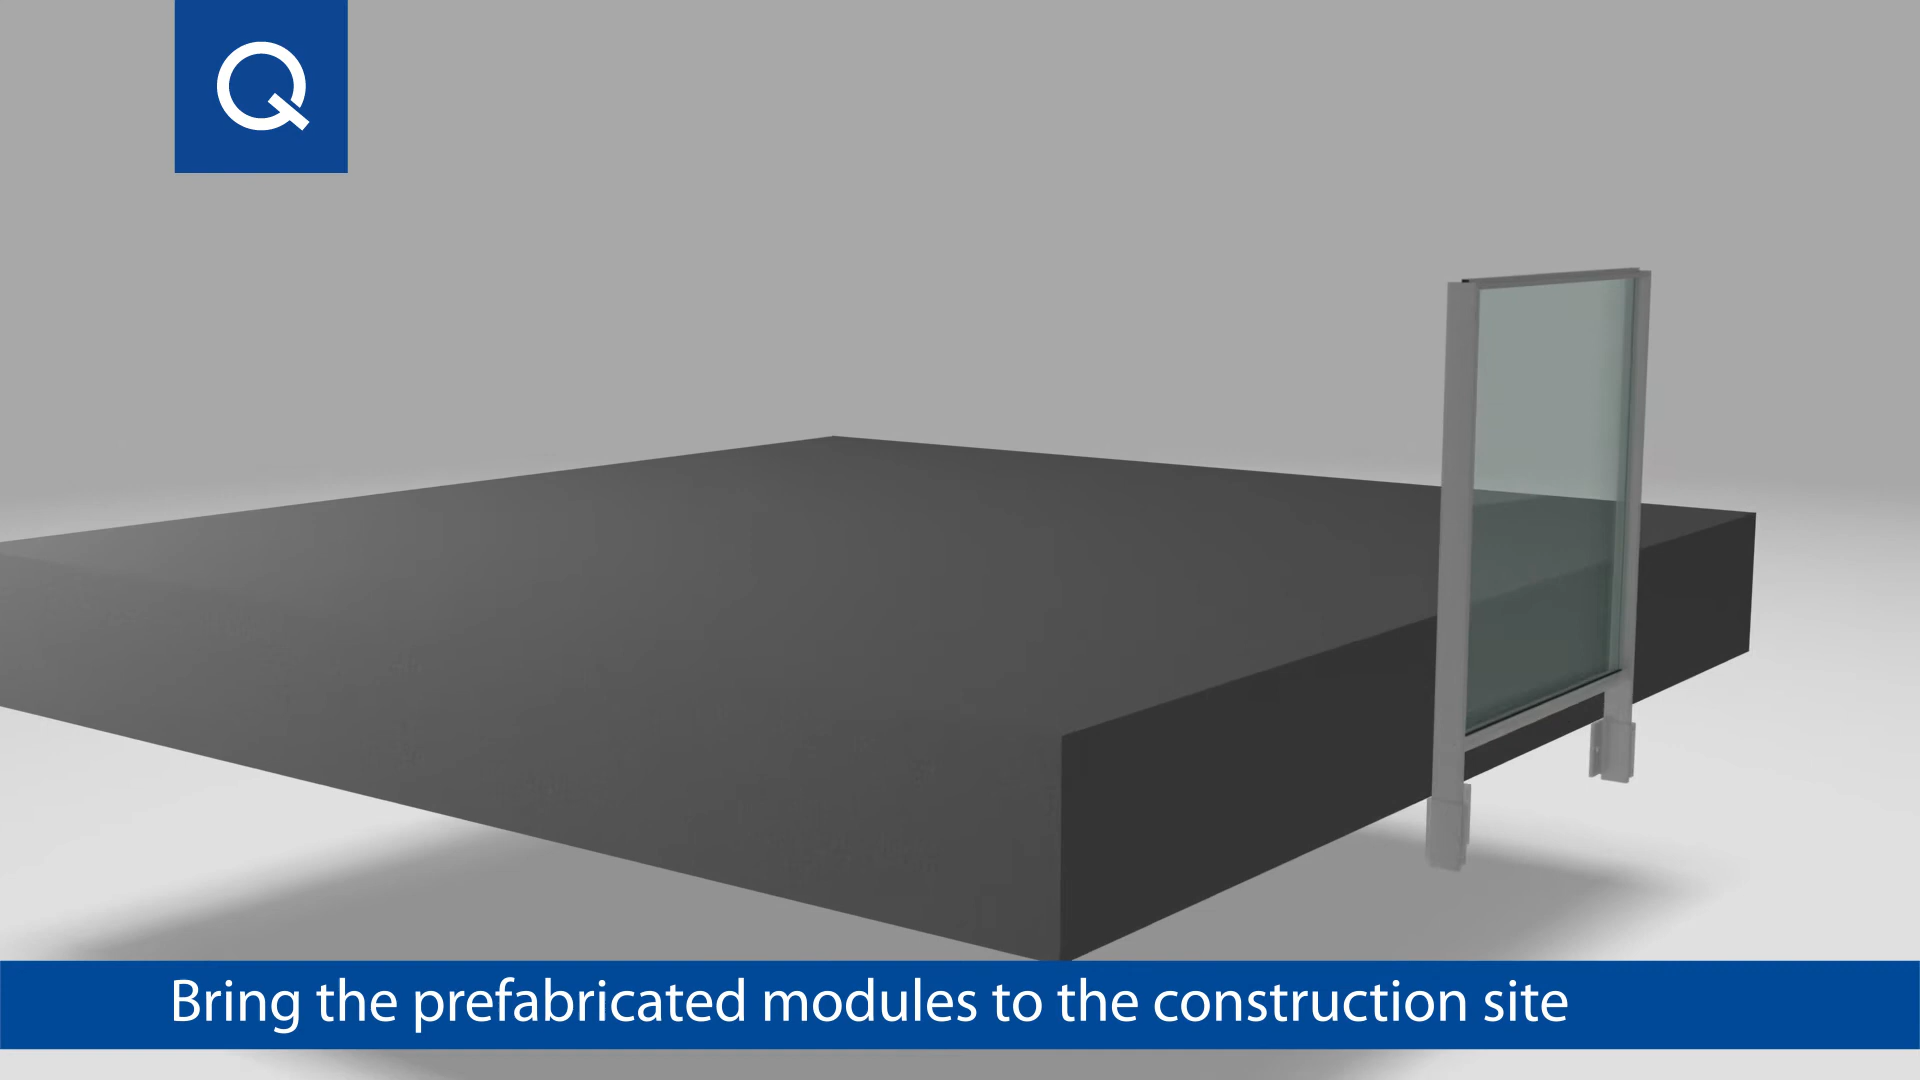 Q
Bring the prefabricated modules to the construction site